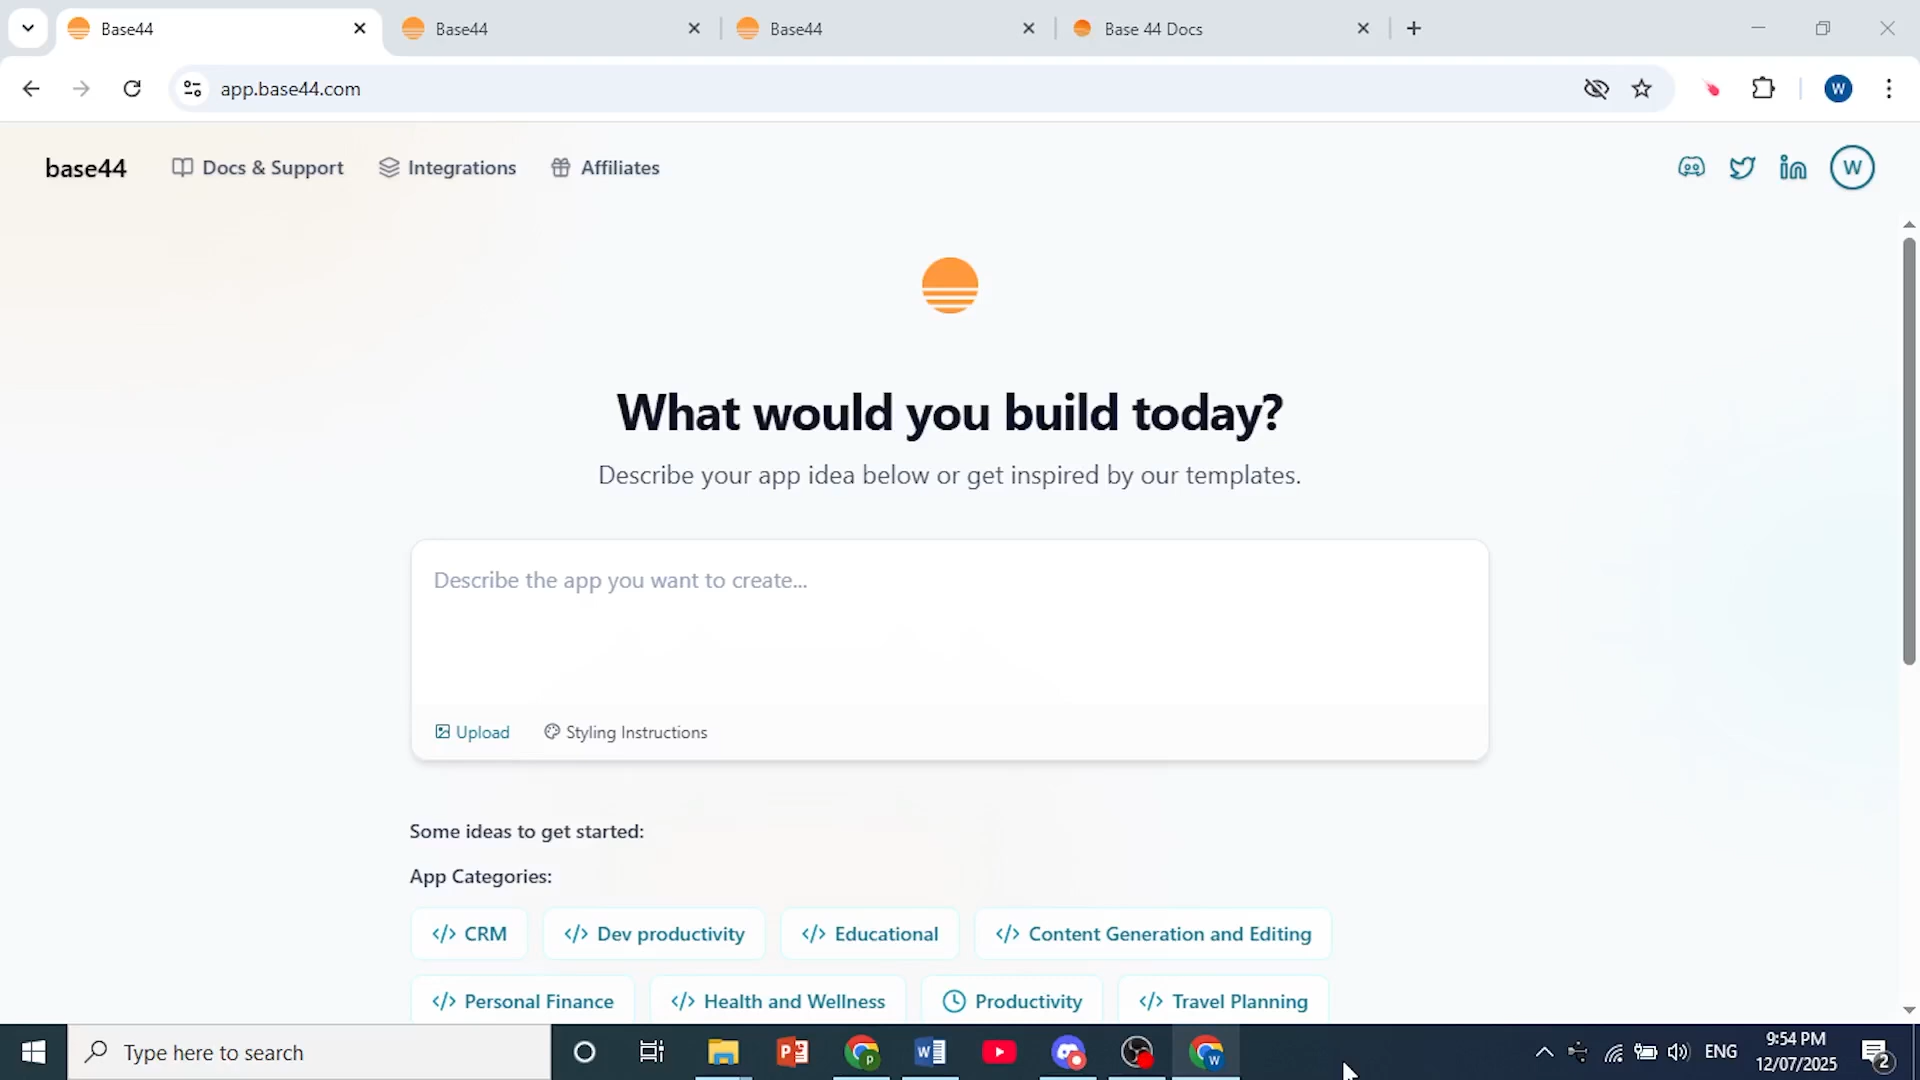 Base44
Base44
Base44
Base 44 Docs
app.base44.com
W
base44
Docs & Support
Integrations
Affiliates
W
What would you build today?
Describe your app idea below or get inspired by our templates.
Describe the app you want to create...
Upload
Styling Instructions
Some ideas to get started:
App Categories:
CRM
Dev productivity
Educational
Content Generation and Editing
Personal Finance
Health and Wellness
Productivity
Travel Planning
Type here to search
ENG
9:54 PM
12/07/2025
2